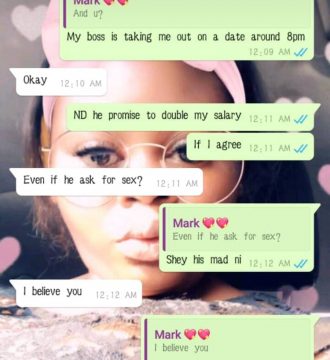 Mark💖💖
And u?
My boss is taking me out on a date around 8pm
12:09 AM
Okay 12:10 AM
ND he promise to double my salary 12:11 AM
If I agree 12:11 AM
Even if he ask for sex? 12:11 AM
Mark💖💖
Even if he ask for sex?
Shey his mad ni 12:12 AM
I believe you 12:12 AM
Mark💖💖
I believe you